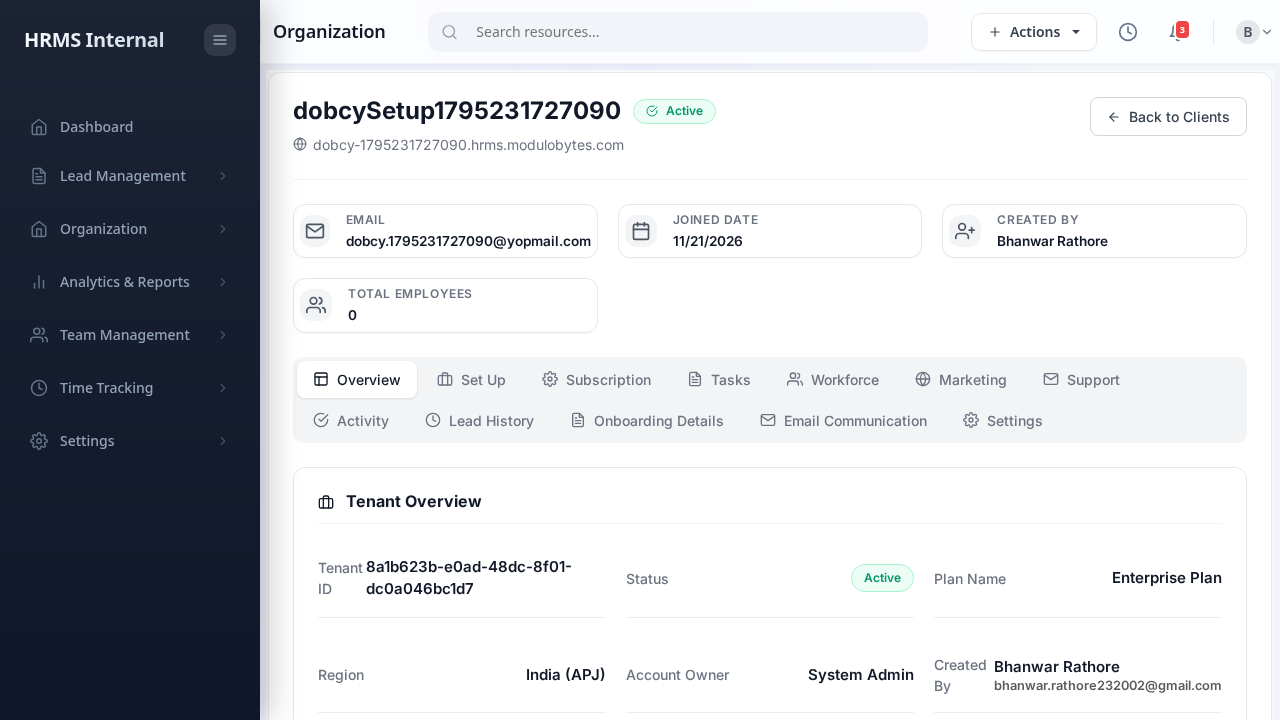 HRMS Internal
Organization
Search resources...
Actions
3
B
Dashboard
Lead Management
Organization
Analytics & Reports
Team Management
Time Tracking
Settings
dobcySetup1795231727090
Active
Back to Clients
dobcy-1795231727090.hrms.modulobytes.com
EMAIL
dobcy.1795231727090@yopmail.com
JOINED DATE
11/21/2026
CREATED BY
Bhanwar Rathore
TOTAL EMPLOYEES
0
Overview
Set Up
Subscription
Tasks
Workforce
Marketing
Support
Activity
Lead History
Onboarding Details
Email Communication
Settings
Tenant Overview
Tenant ID
8a1b623b-e0ad-48dc-8f01-
dc0a046bc1d7
Status
Active
Plan Name
Enterprise Plan
Region
India (APJ)
Account Owner
System Admin
Created By
Bhanwar Rathore
bhanwar.rathore232002@gmail.com